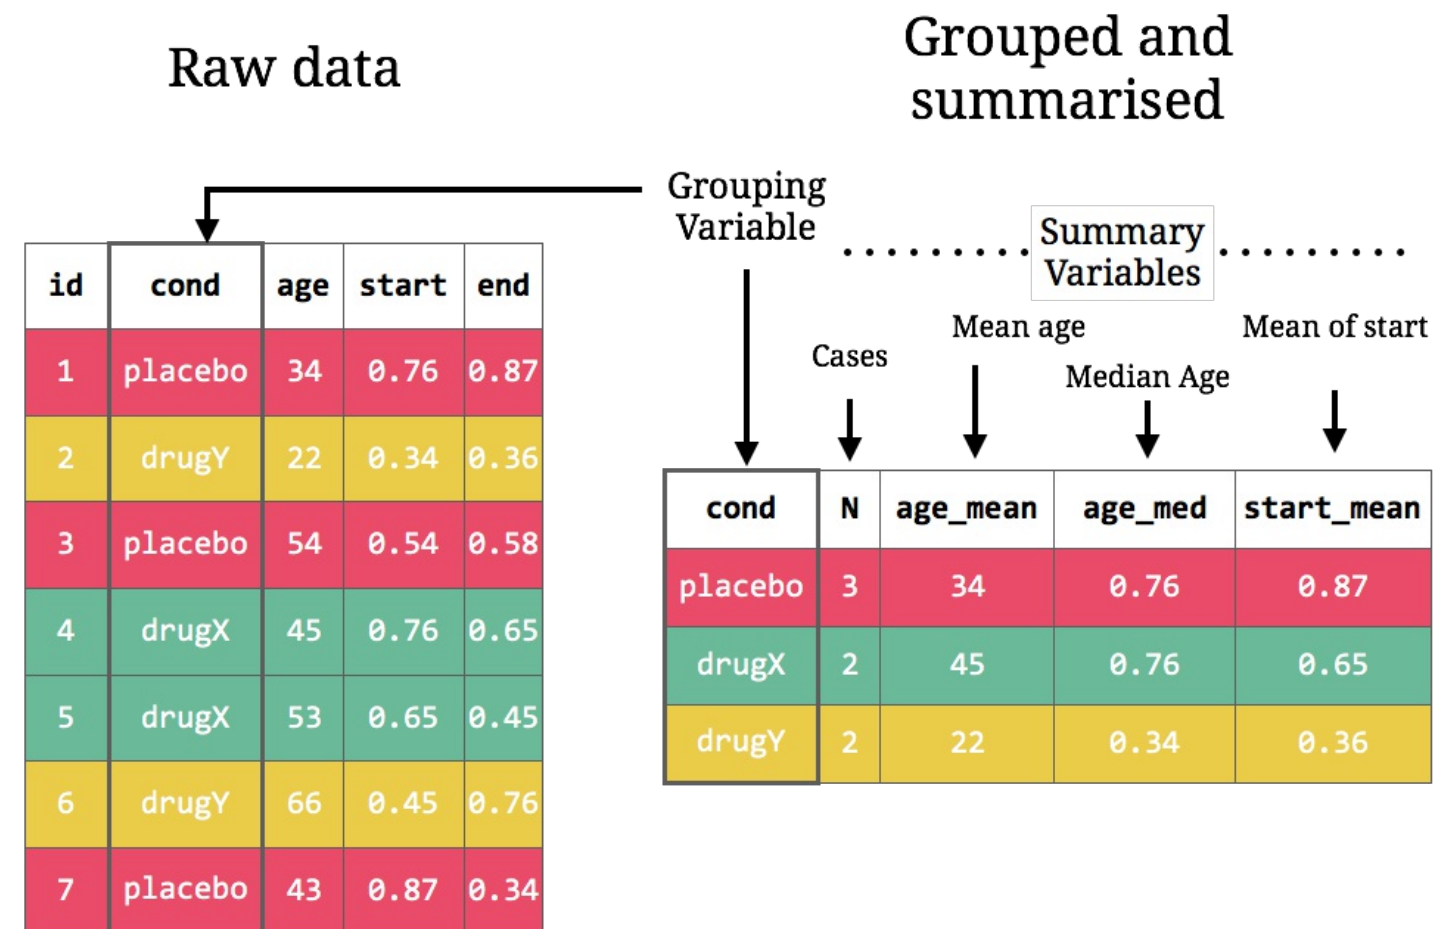 Raw data
Grouped and
summarised
Grouping
Variable
Summary
Variables
Cases
Mean age
Median Age
Mean of start
id cond age start end
1 placebo 34 0.76 0.87
2 drugY 22 0.34 0.36
3 placebo 54 0.54 0.58
4 drugX 45 0.76 0.65
5 drugX 53 0.65 0.45
6 drugY 66 0.45 0.76
7 placebo 43 0.87 0.34
cond N age_mean age_med start_mean
placebo 3 34 0.76 0.87
drugX 2 45 0.76 0.65
drugY 2 22 0.34 0.36